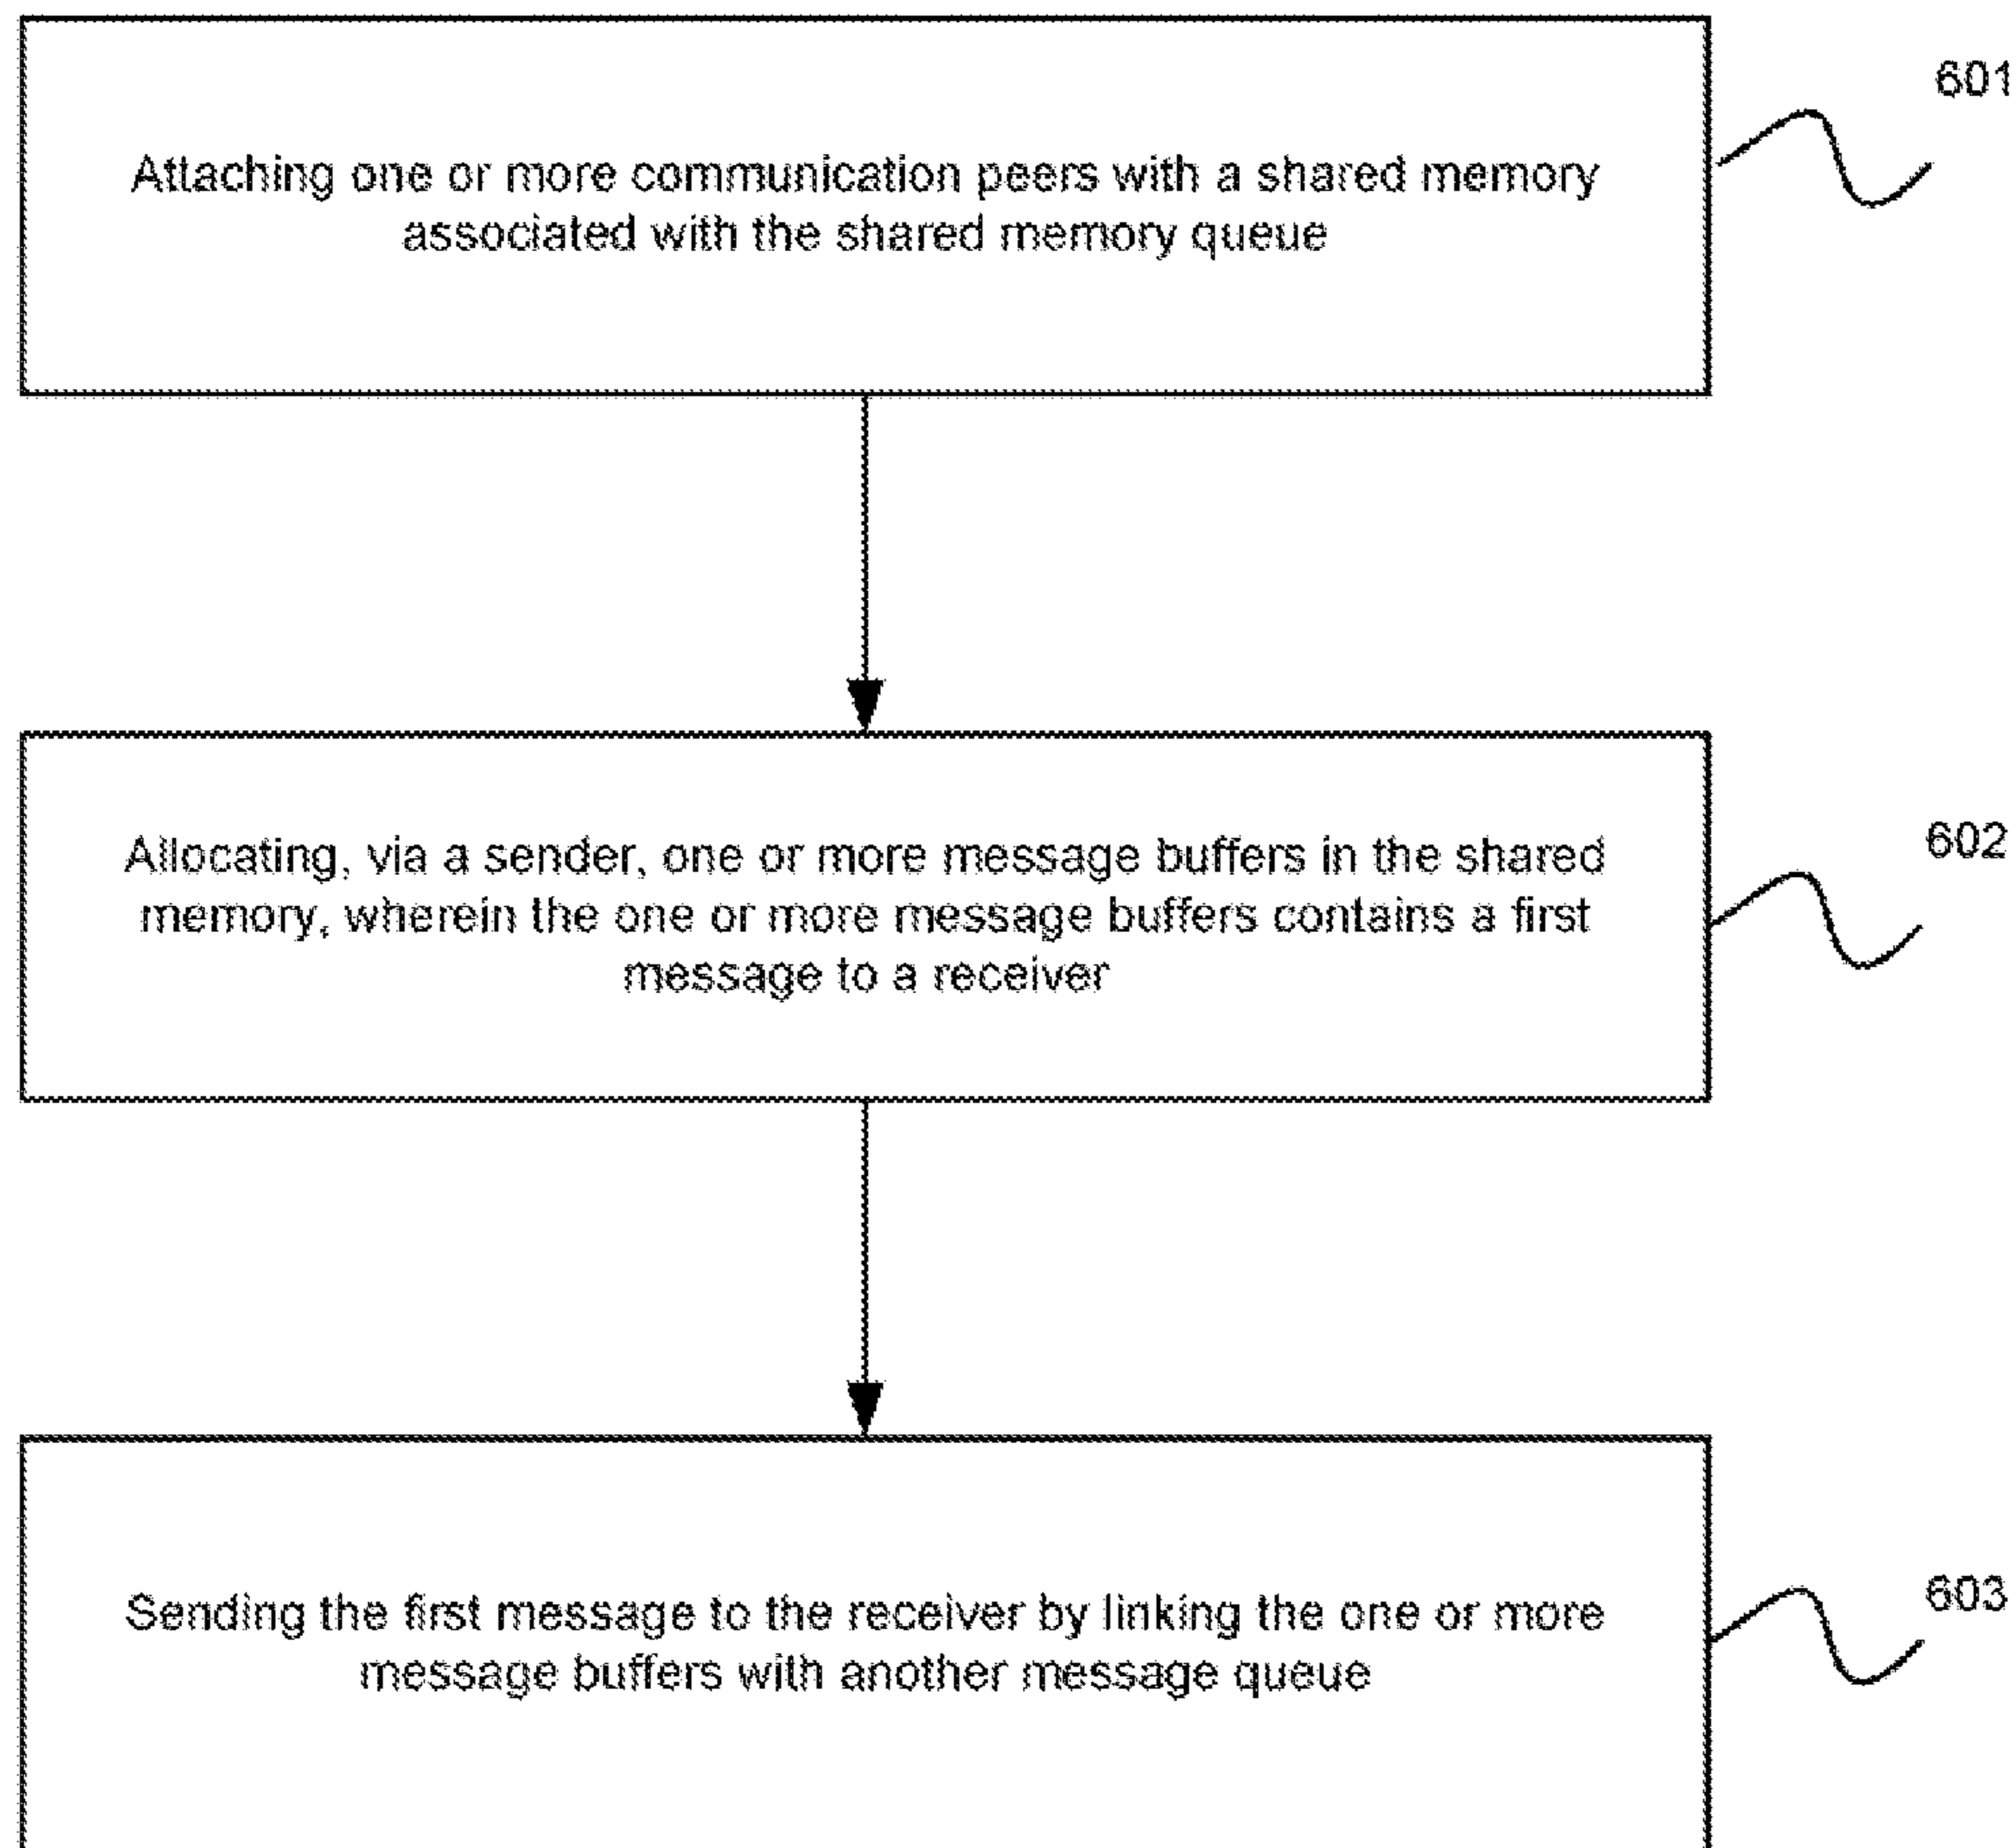 601
Attaching one or more communication peers with a shared memory
associated with the shared memory queue
602
Allocating, via a sender, one or more message buffers in the shared
memory, wherein the one or more message buffers contains a first
message to a receiver
603
Sending the first message to the receiver by linking the one or more
message buffers with another message queue